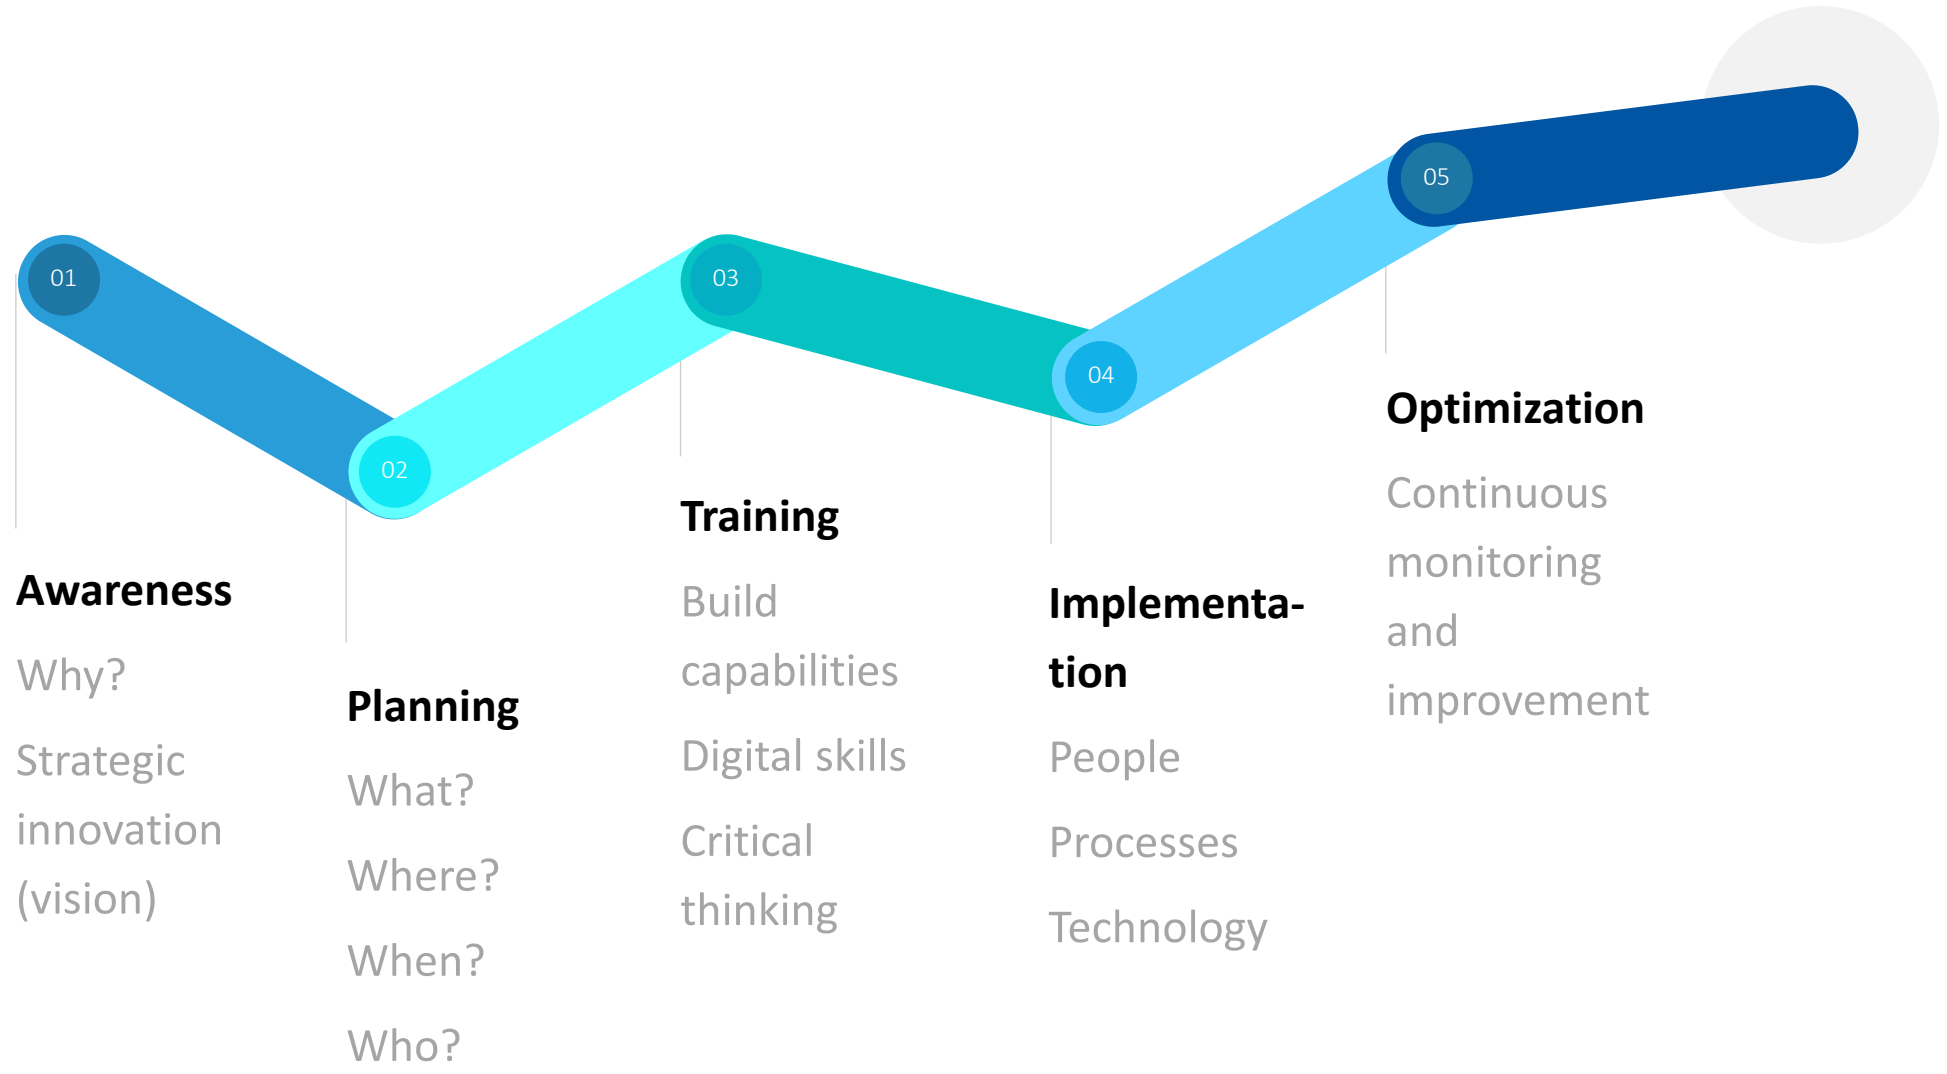 01
Awareness
Why?
Strategic
innovation
(vision)
02
Planning
What?
Where?
When?
Who?
03
Training
Build
capabilities
Digital skills
Critical
thinking
04
Implementa-
tion
People
Processes
Technology
05
Optimization
Continuous
monitoring
and
improvement